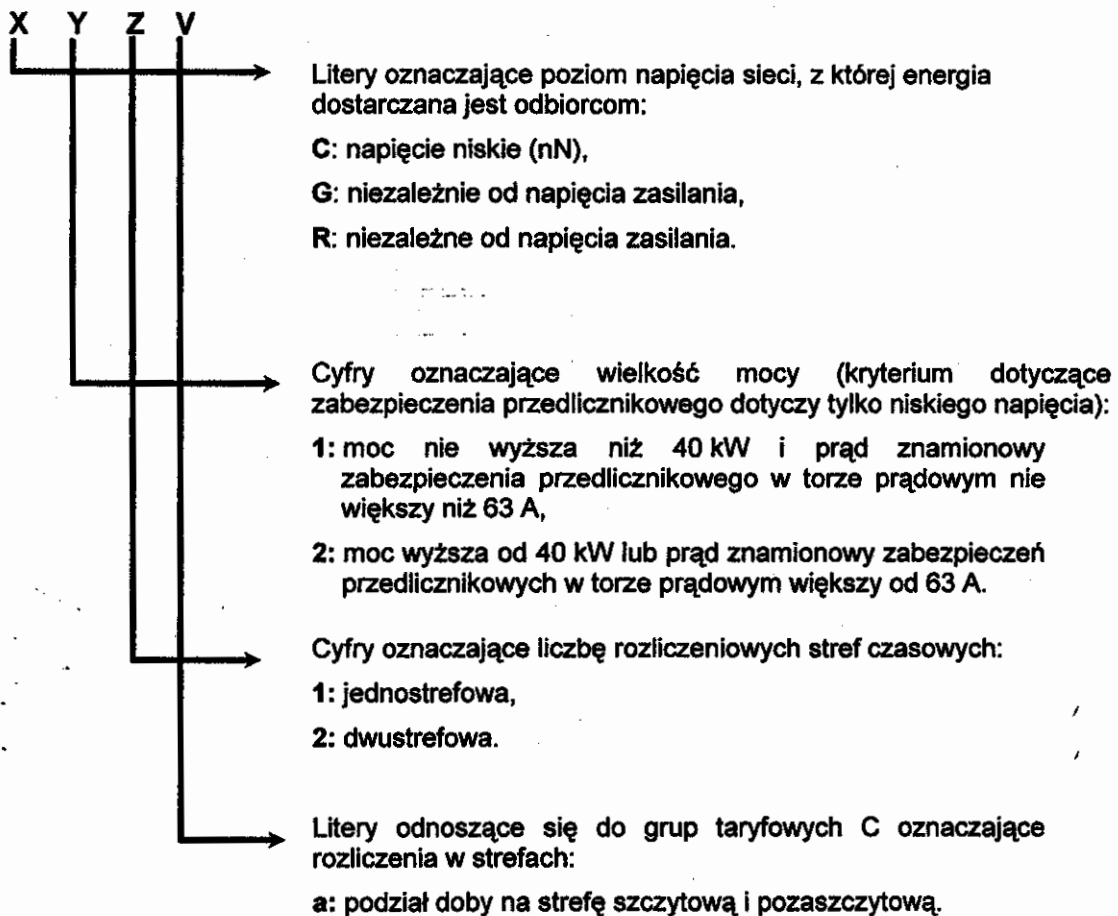 X Y Z V
Litery oznaczające poziom napięcia sieci, z której energia
dostarczana jest odbiorcom:
C: napięcie niskie (nN),
G: niezależnie od napięcia zasilania,
R: niezależne od napięcia zasilania.
Cyfry oznaczające wielkość mocy (kryterium dotyczące
zabezpieczenia przedlicznikowego dotyczy tylko niskiego napięcia):
1: moc nie wyższa niż 40 kW i prąd znamionowy
zabezpieczenia przedlicznikowego w torze prądowym nie
większy niż 63 A,
2: moc wyższa od 40 kW lub prąd znamionowy zabezpieczeń
przedlicznikowych w torze prądowym większy od 63 A.
Cyfry oznaczające liczbę rozliczeniowych stref czasowych:
1: jednostrefowa,
2: dwustrefowa.
Litery odnoszące się do grup taryfowych C oznaczające
rozliczenia w strefach:
a: podział doby na strefę szczytową i pozaszczytową.